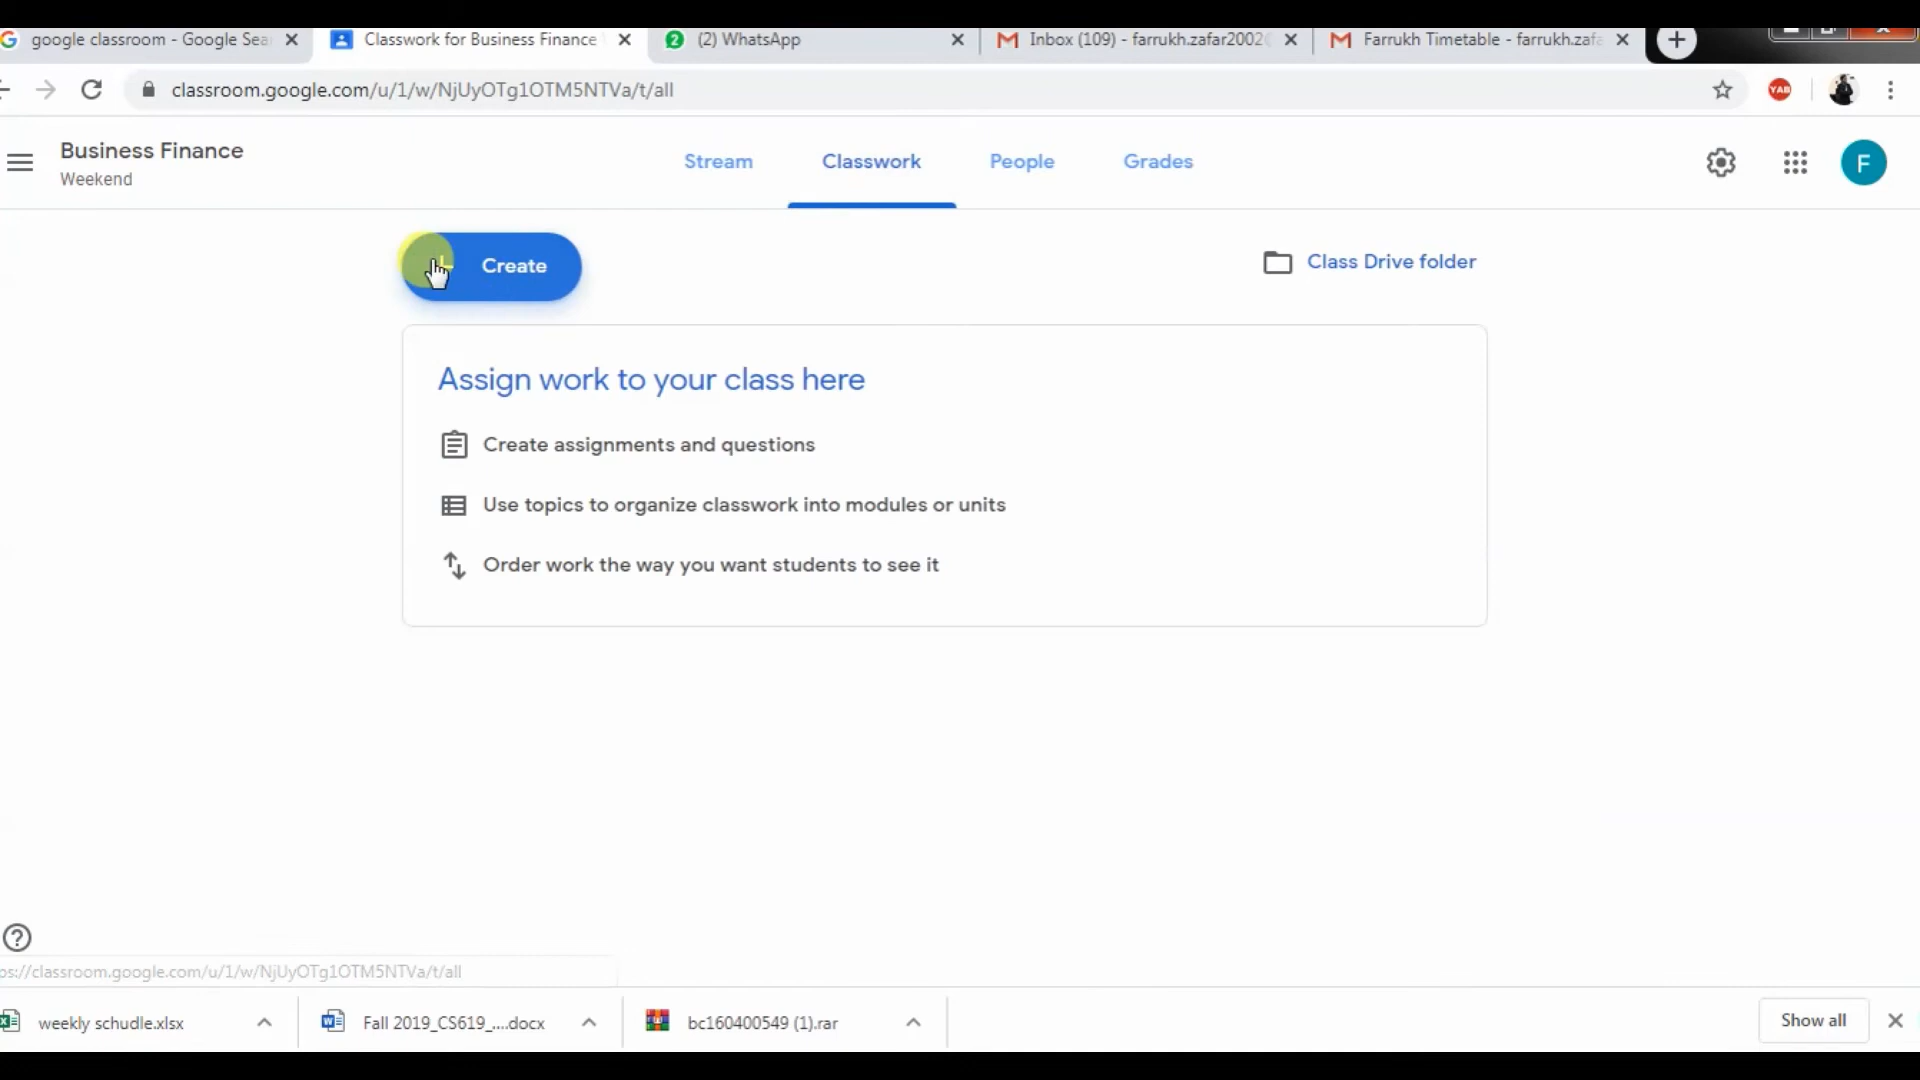 google classroom - Google Sea
Classwork for Business Finance
(2) WhatsApp
Inbox (109) - farrukh.zafar2002
Farrukh Timetable - farrukh.zafa
classroom.google.com/u/1/w/NjUyOTg1OTM5NTVa/t/all
YAB
Business Finance
Weekend
Stream
Classwork
People
Grades
F
Create
Class Drive folder
Assign work to your class here
Create assignments and questions
Use topics to organize classwork into modules or units
Order work the way you want students to see it
ps://classroom.google.com/u/1/w/NjUyOTg1OTM5NTVa/t/all
weekly schudle.xlsx
Fall 2019_CS619_....docx
bc160400549 (1).rar
Show all